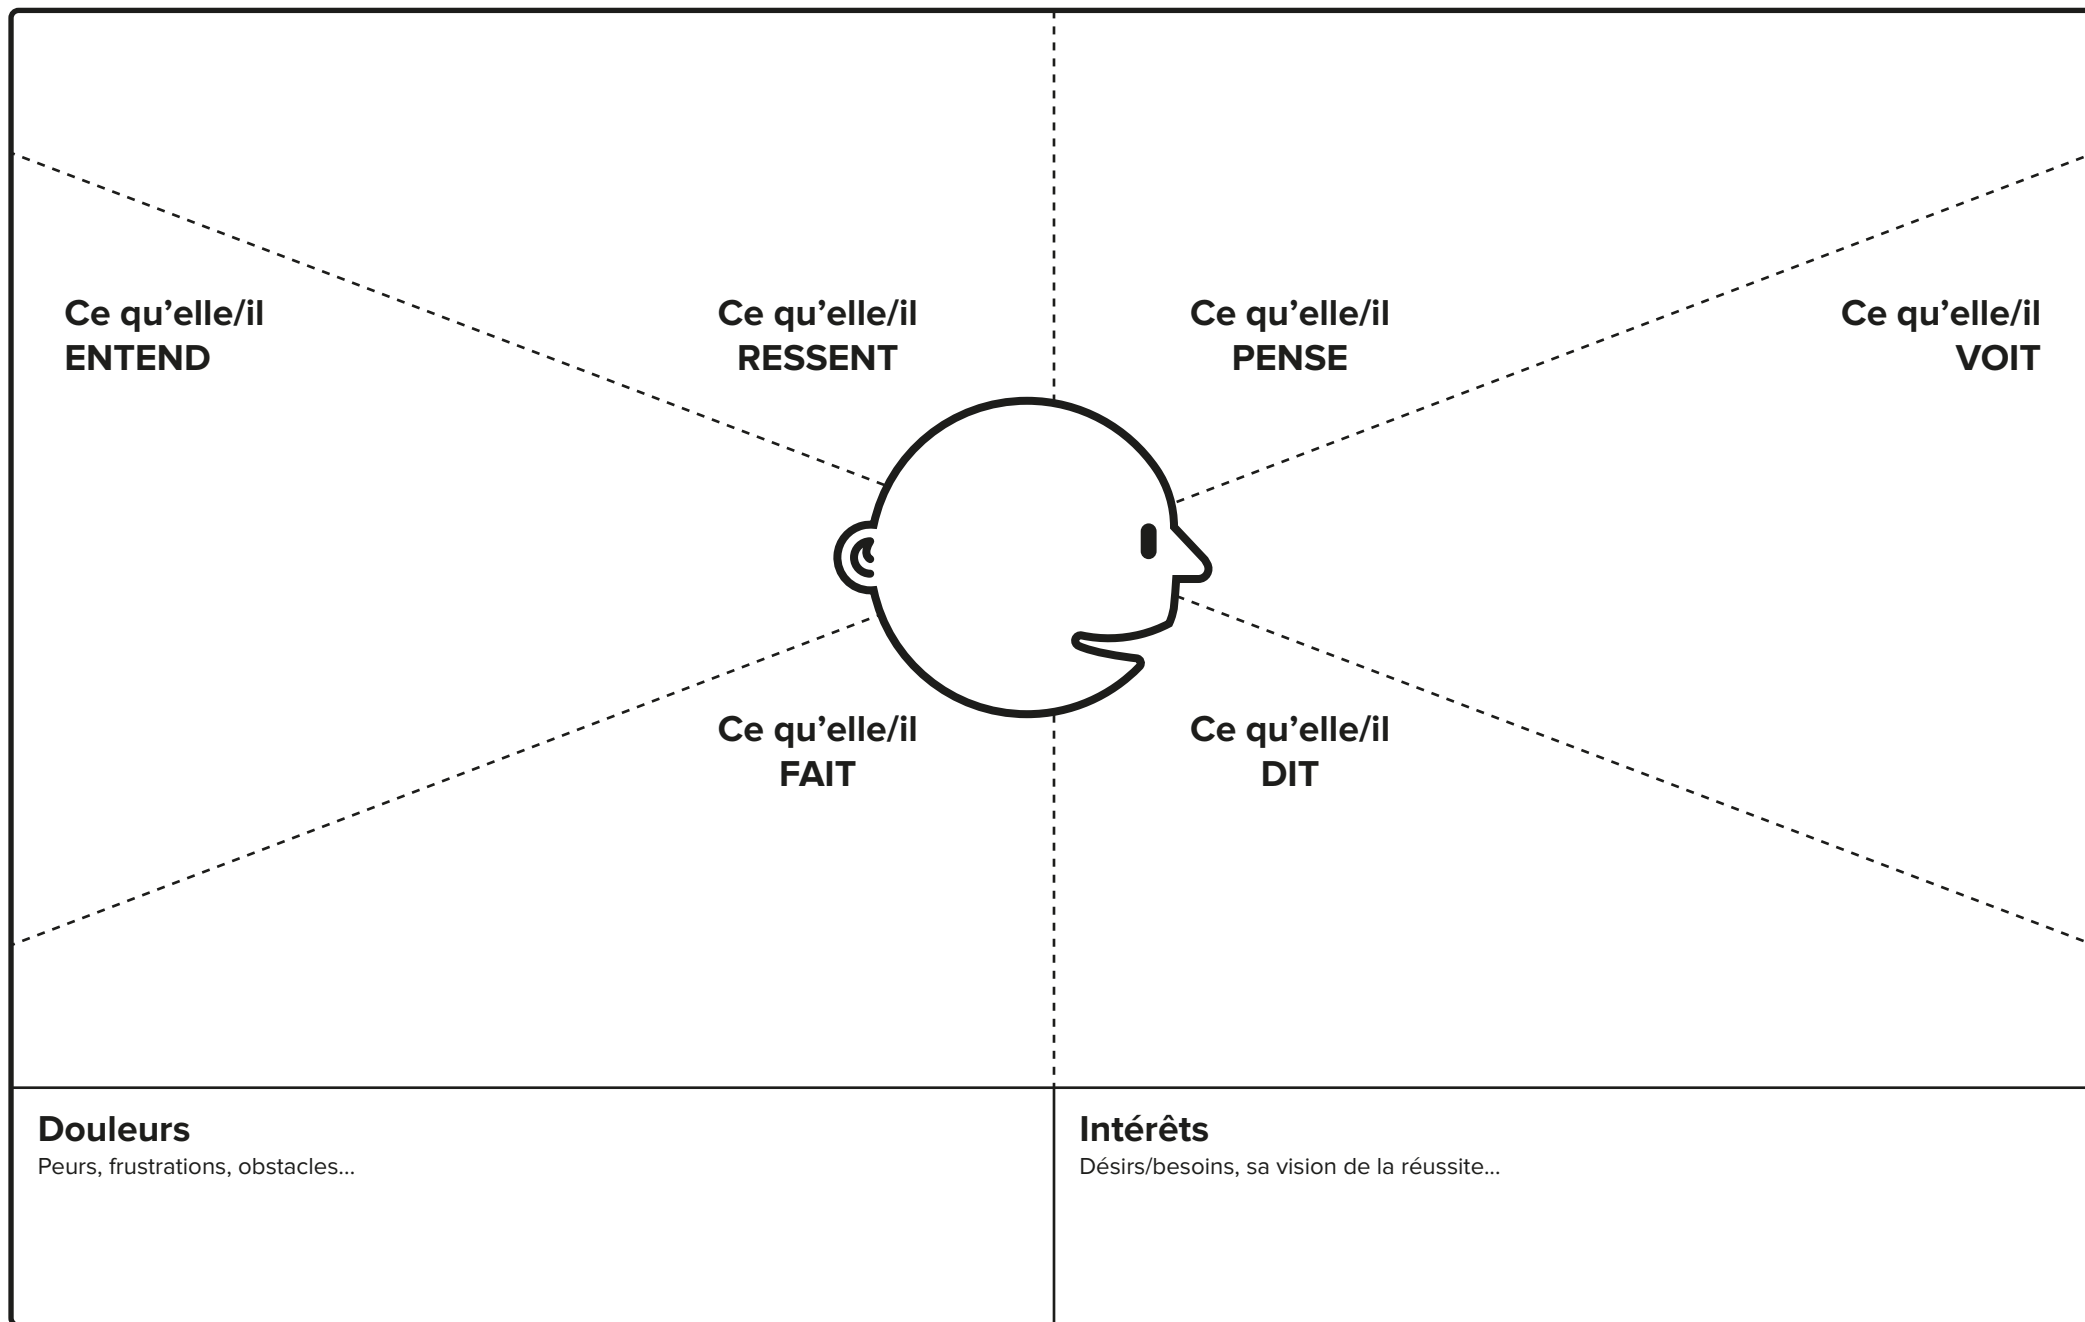 Ce qu’elle/il
ENTEND
Ce qu’elle/il
RESSENT
Ce qu’elle/il
PENSE
Ce qu’elle/il
VOIT
Ce qu’elle/il
FAIT
Ce qu’elle/il
DIT
Douleurs
Peurs, frustrations, obstacles...
Intérêts
Désirs/besoins, sa vision de la réussite...